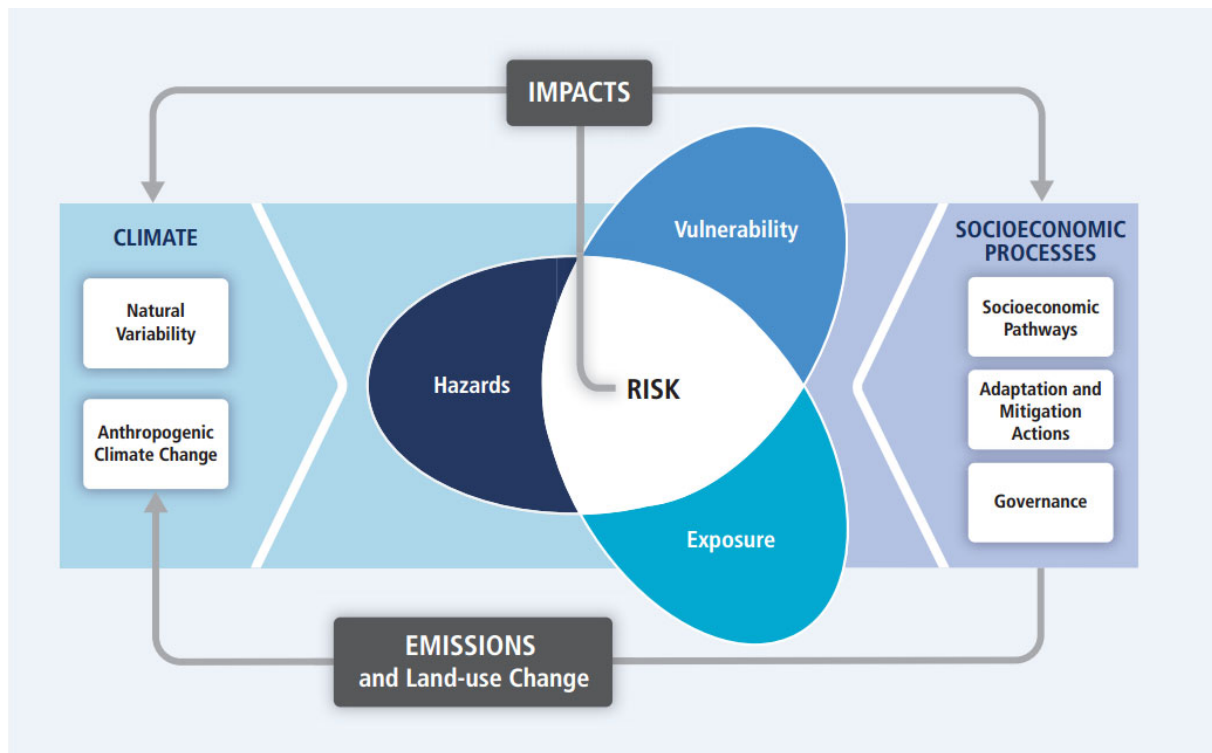 IMPACTS
CLIMATE
Natural
Variability
Anthropogenic
Climate Change
Vulnerability
Hazards
RISK
Exposure
SOCIOECONOMIC
PROCESSES
Socioeconomic
Pathways
Adaptation and
Mitigation
Actions
Governance
EMISSIONS
and Land-use Change